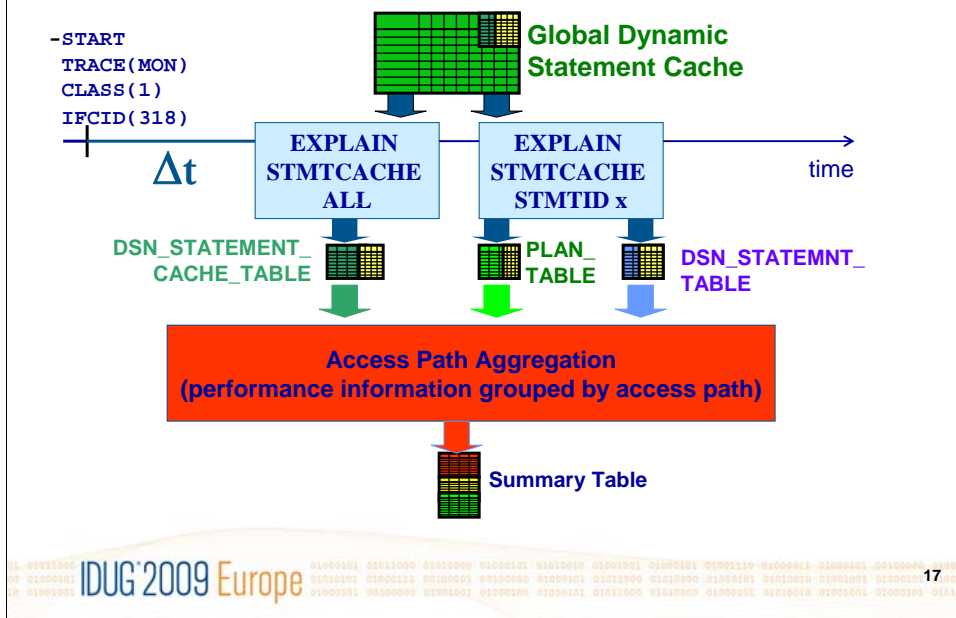 -START
TRACE(MON)
CLASS(1)
IFCID(318)
Global Dynamic
Statement Cache
Δt
EXPLAIN
STMTCACHE
ALL
EXPLAIN
STMTCACHE
STMTID x
time
DSN_STATEMENT_
CACHE_TABLE
PLAN_
TABLE
DSN_STATEMNT_
TABLE
Access Path Aggregation
(performance information grouped by access path)
Summary Table
IDUG 2009 Europe
17